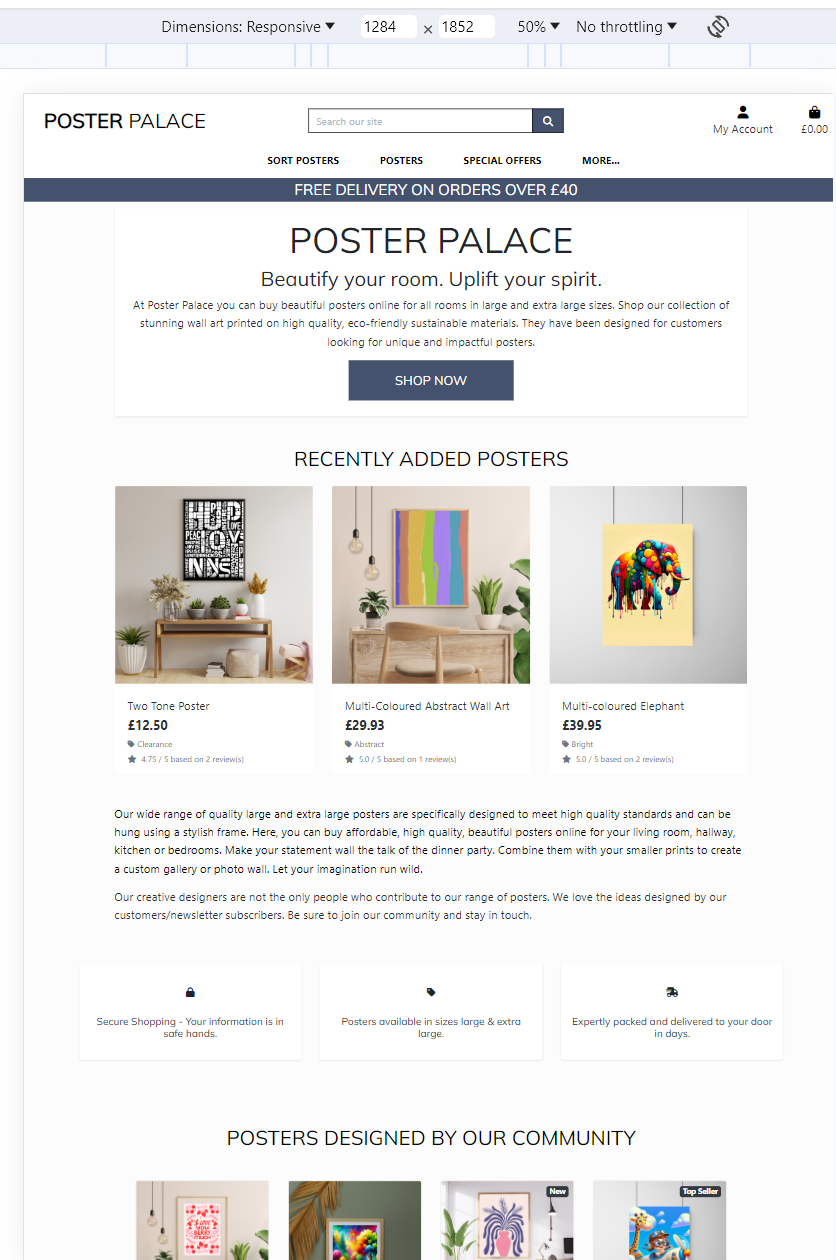 Dimensions: Responsive 1284 × 1852 50% No throttling
POSTER PALACE
Search our site
My Account
£0.00
SORT POSTERS POSTERS SPECIAL OFFERS MORE...
FREE DELIVERY ON ORDERS OVER £40
POSTER PALACE
Beautify your room. Uplift your spirit.
At Poster Palace you can buy beautiful posters online for all rooms in large and extra large sizes. Shop our collection of
stunning wall art printed on high quality, eco-friendly sustainable materials. They have been designed for customers
looking for unique and impactful posters.
SHOP NOW
RECENTLY ADDED POSTERS
Two Tone Poster
£12.50
Clearance
4.75 / 5 based on 2 review(s)
Multi-Coloured Abstract Wall Art
£29.93
Abstract
5.0 / 5 based on 1 review(s)
Multi-coloured Elephant
£39.95
Bright
5.0 / 5 based on 2 review(s)
Our wide range of quality large and extra large posters are specifically designed to meet high quality standards and can be
hung using a stylish frame. Here, you can buy affordable, high quality, beautiful posters online for your living room, hallway,
kitchen or bedrooms. Make your statement wall the talk of the dinner party. Combine them with your smaller prints to create
a custom gallery or photo wall. Let your imagination run wild.
Our creative designers are not the only people who contribute to our range of posters. We love the ideas designed by our
customers/newsletter subscribers. Be sure to join our community and stay in touch.
Secure Shopping - Your information is in
safe hands.
Posters available in sizes large & extra
large.
Expertly packed and delivered to your door
in days.
POSTERS DESIGNED BY OUR COMMUNITY
I LOVE
YOU
BERRY
MUCH
New
Top Seller